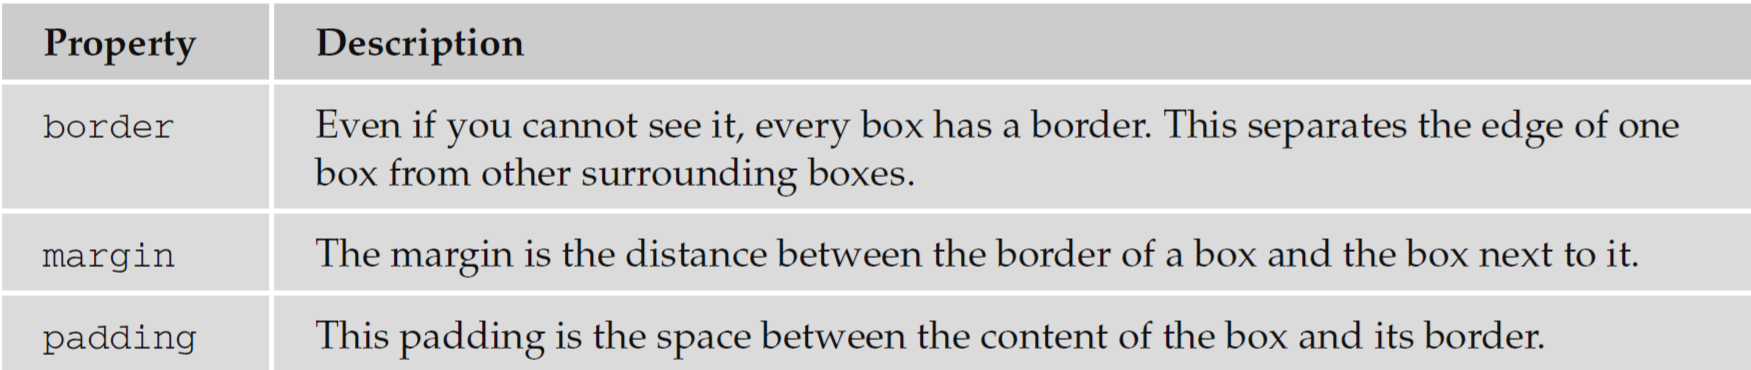 Property Description
border Even if you cannot see it, every box has a border. This separates the edge of one
box from other surrounding boxes.
margin The margin is the distance between the border of a box and the box next to it.
padding This padding is the space between the content of the box and its border.